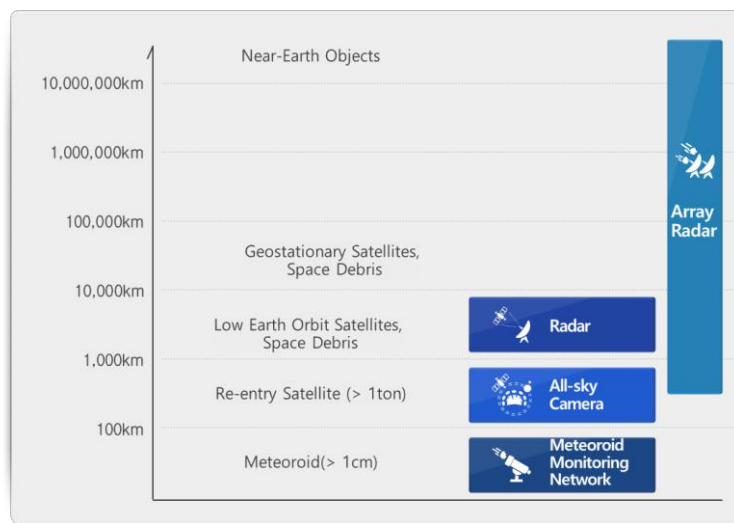 Near-Earth Objects
10,000,000km
1,000,000km
Array
Radar
100,000km
Geostationary Satellites,
Space Debris
10,000km
Low Earth Orbit Satellites,
Space Debris
Radar
1,000km
Re-entry Satellite (> 1ton)
All-sky
Camera
100km
Meteoroid(> 1cm)
Meteoroid
Monitoring
Network